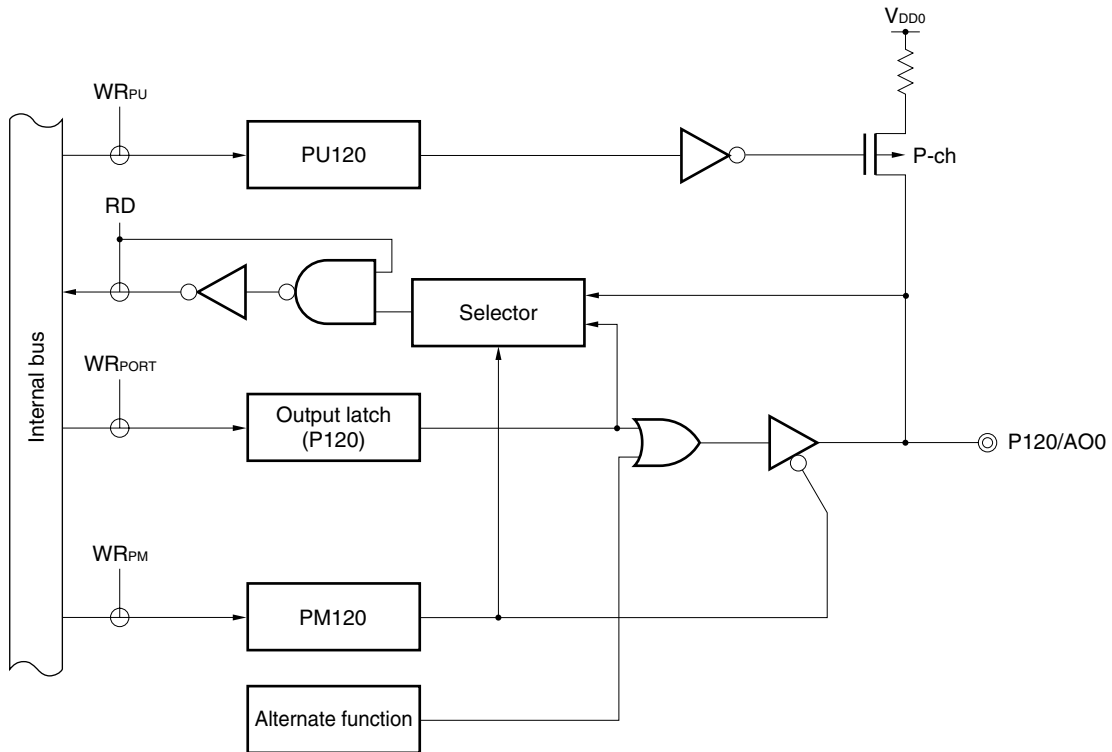 VDD0
WRPU
PU120
P-ch
RD
Selector
WRPORT
Output latch
(P120)
Internal bus
P120/AO0
WRPM
PM120
Alternate function